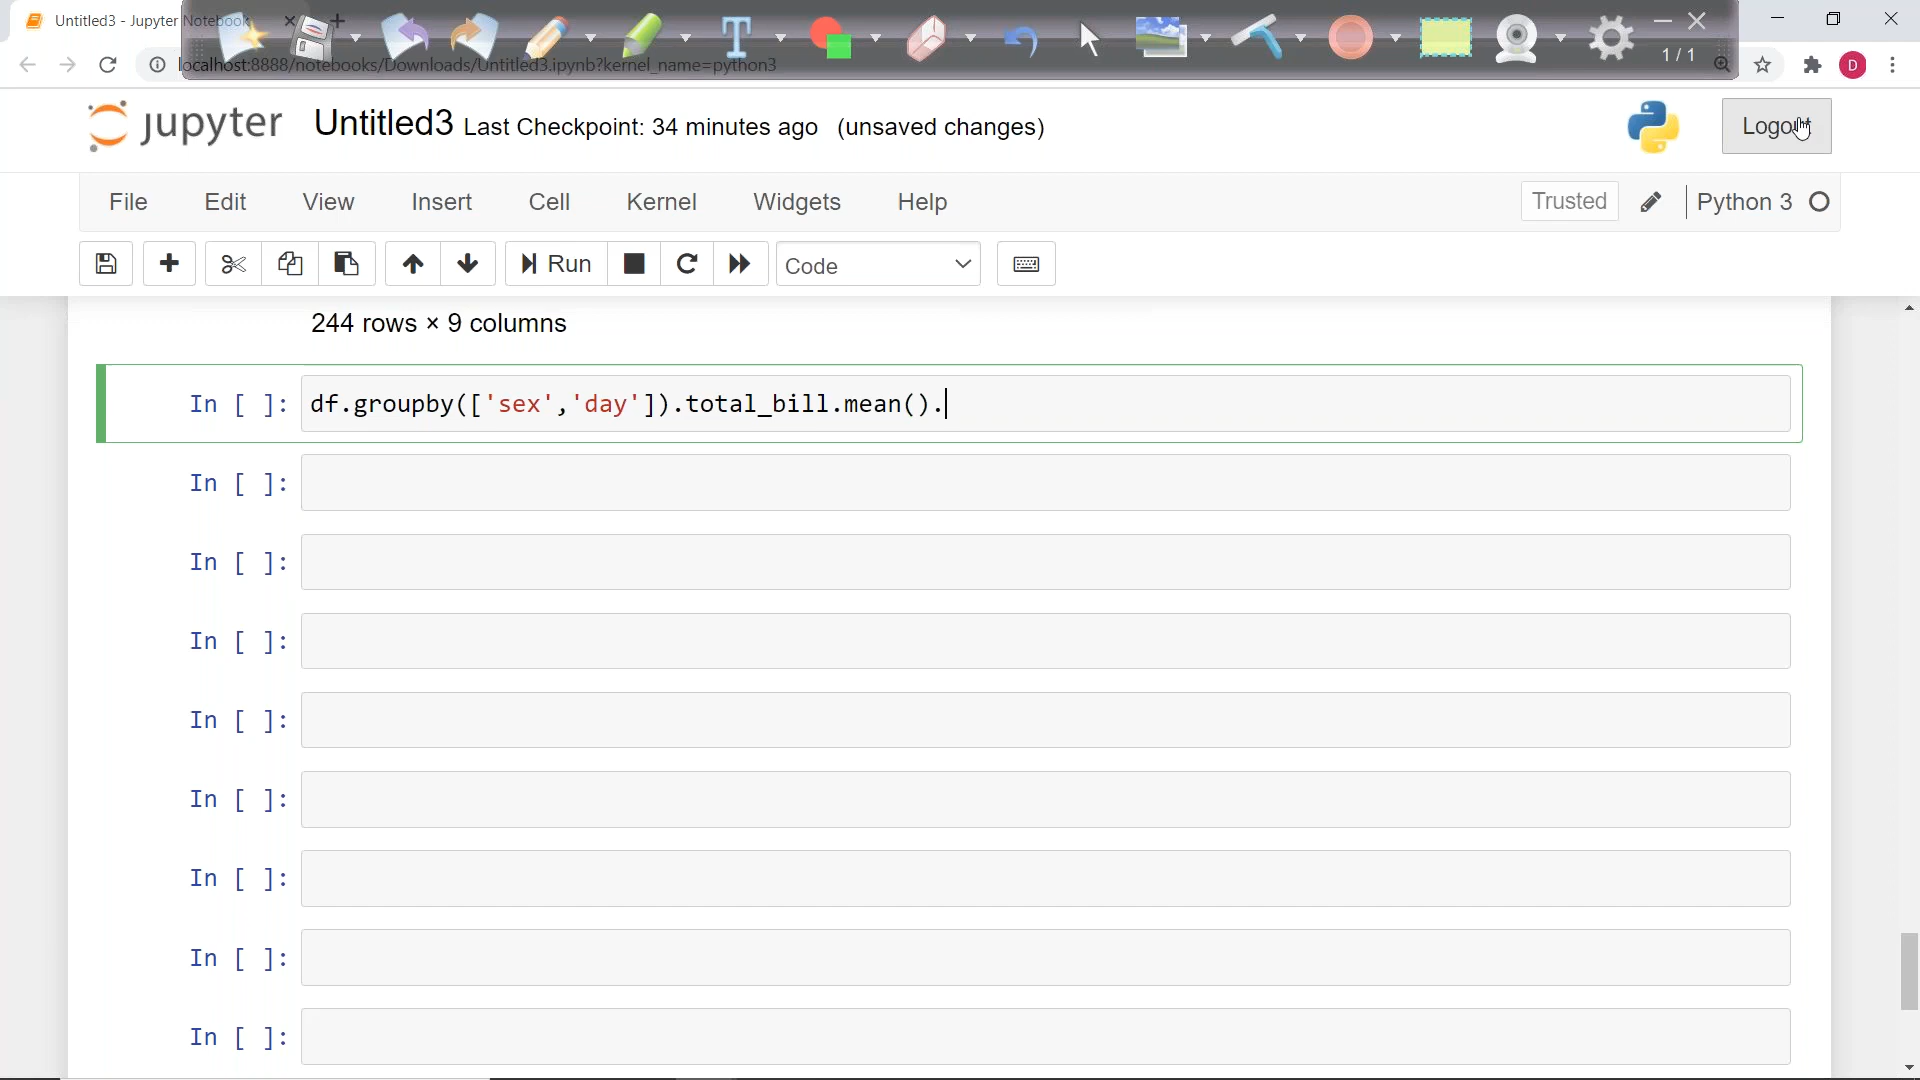 Untitled3 - Jupyter Notebook
localhost:8888/notebooks/Downloads/Untitled3.ipynb?kernel_name=python3
1 / 1
D
jupyter Untitled3 Last Checkpoint: 34 minutes ago (unsaved changes)
Logout
File Edit View Insert Cell Kernel Widgets Help
Trusted Python 3
Run Code
244 rows × 9 columns
In [ ]: df.groupby(['sex','day']).total_bill.mean().
In [ ]:
In [ ]:
In [ ]:
In [ ]:
In [ ]:
In [ ]:
In [ ]:
In [ ]: